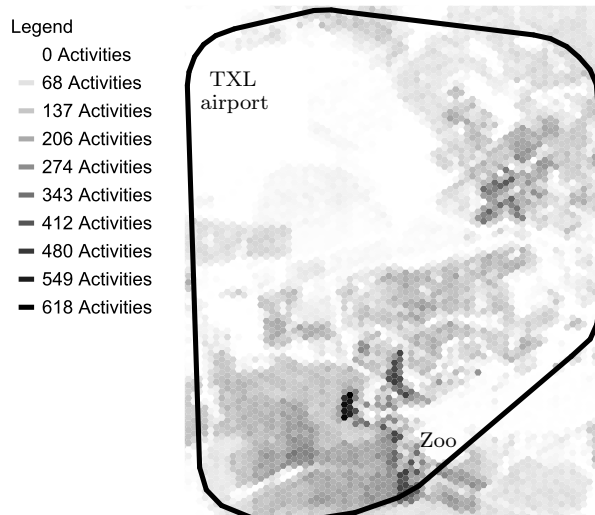 Legend
0 Activities
68 Activities
137 Activities
206 Activities
274 Activities
343 Activities
412 Activities
480 Activities
549 Activities
618 Activities
TXL
airport
Zoo